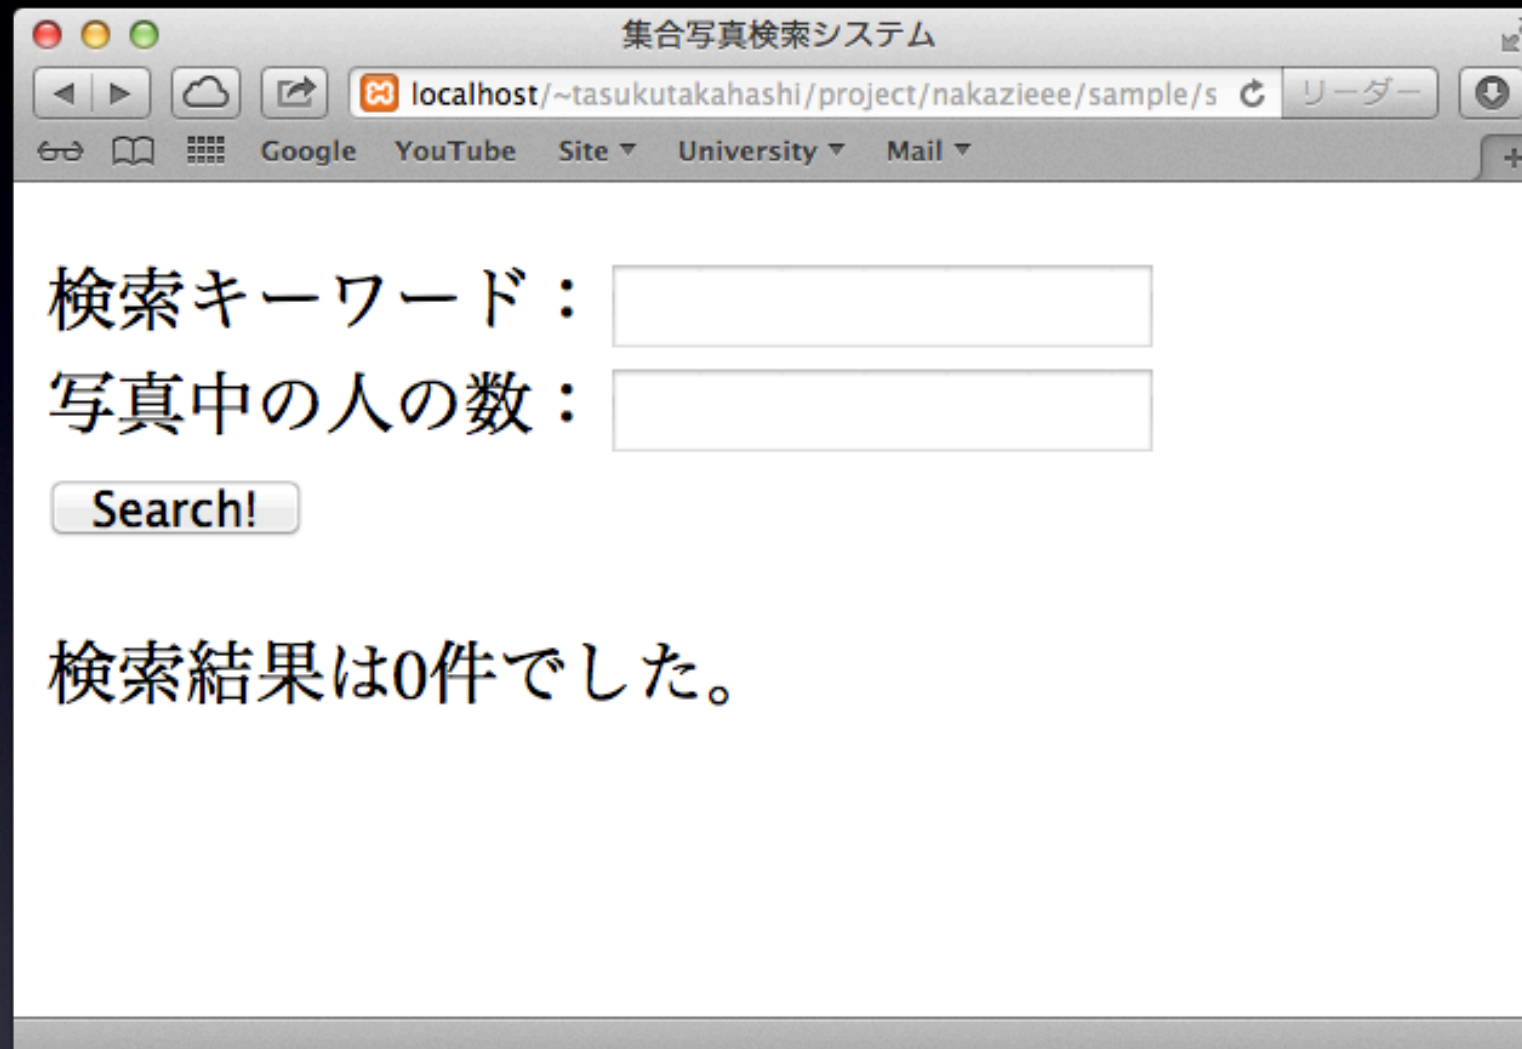 集合写真検索システム
localhost/~tasukutakahashi/project/nakazieee/sample/s リーダー
Google YouTube Site University Mail
検索キーワード：
写真中の人の数：
Search!
検索結果は0件でした。